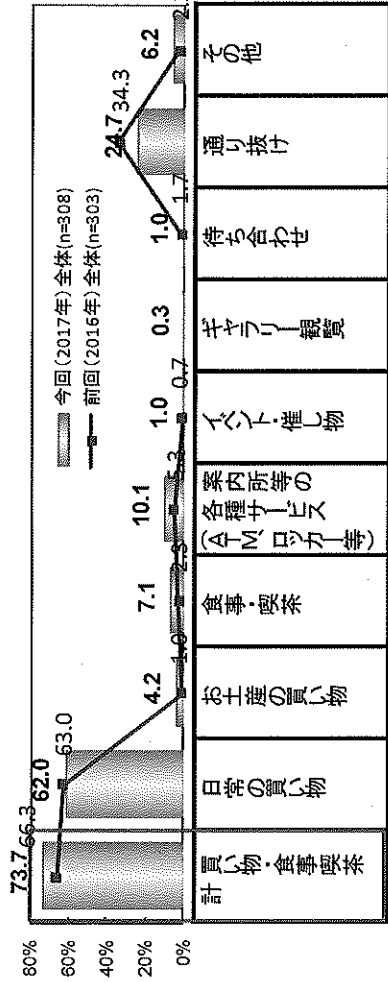 80%
60%
40%
20%
0%
今回(2017年) 全体(n=308)
前回(2016年) 全体(n=303)
73.7
66.3
62.0
63.0
4.2
1.0
7.1
2.3
10.1
5.3
1.0
0.7
0.3
1.0
1.7
24.7
34.3
6.2
買い物・食事喫茶
計
日常の買い物
お土産の買い物
食事・喫茶
案内所等の
各種サービス
(ATM、ロッカー等)
イベント・催し物
ギャラリー観覧
待ち合わせ
通り抜け
その他